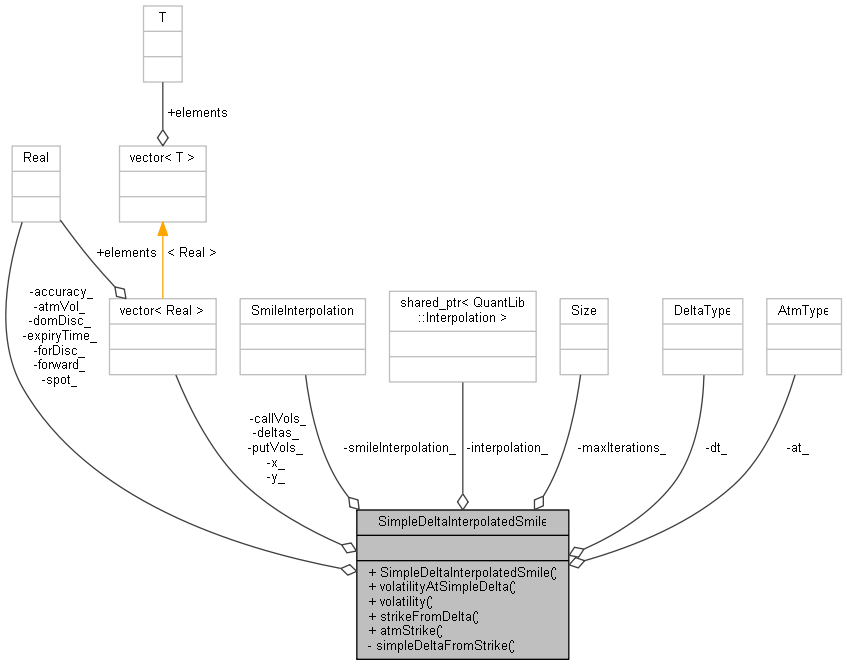 T
+elements
Real
vector< T >
+elements
< Real >
-accuracy_
-atmVol_
-domDisc_
-expiryTime_
-forDisc_
-forward_
-spot_
vector< Real >
SmileInterpolation
shared_ptr< QuantLib
::Interpolation >
Size
DeltaType
AtmType
-callVols_
-deltas_
-putVols_
-x_
-y_
-smileInterpolation_
-interpolation_
-maxIterations_
-dt_
-at_
SimpleDeltaInterpolatedSmile
+ SimpleDeltaInterpolatedSmile()
+ volatilityAtSimpleDelta()
+ volatility()
+ strikeFromDelta()
+ atmStrike()
- simpleDeltaFromStrike()